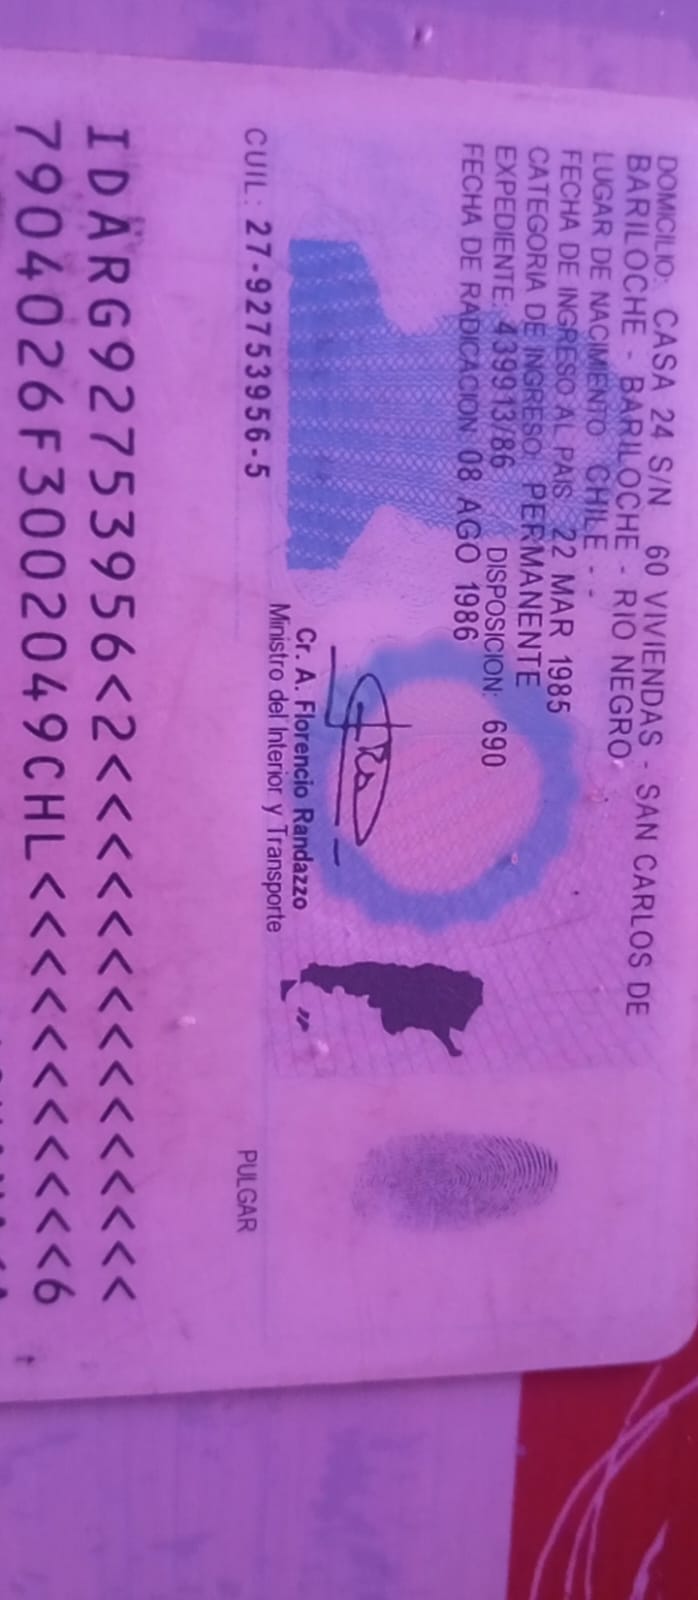 DOMICILIO: CASA 24 S/N 60 VIVIENDAS - SAN CARLOS DE
BARILOCHE - BARILOCHE - RIO NEGRO
LUGAR DE NACIMIENTO: CHILE - -
FECHA DE INGRESO AL PAIS: 22 MAR 1985
CATEGORIA DE INGRESO: PERMANENTE
EXPEDIENTE: 439913/86 DISPOSICION: 690
FECHA DE RADICACION: 08 AGO 1986
Cr. A. Florencio Randazzo
Ministro del Interior y Transporte
CUIL: 27-92753956-5
PULGAR
IDARG92753956<2<<<<<<<<<<<<<<<
7904026F3002049CHL<<<<<<<<<<<6